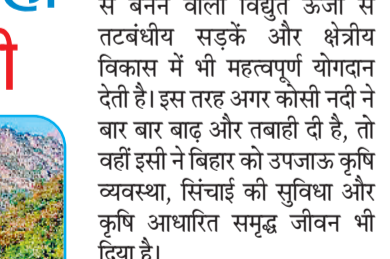 से बनने वाली विद्युत ऊर्जा से
तटबंधीय सड़कें और क्षेत्रीय
विकास में भी महत्वपूर्ण योगदान
देती है। इस तरह अगर कोसी नदी ने
बार बार बाढ़ और तबाही दी है, तो
वहीं इसी ने बिहार को उपजाऊ कृषि
व्यवस्था, सिंचाई की सुविधा और
कृषि आधारित समृद्ध जीवन भी
दिया है।